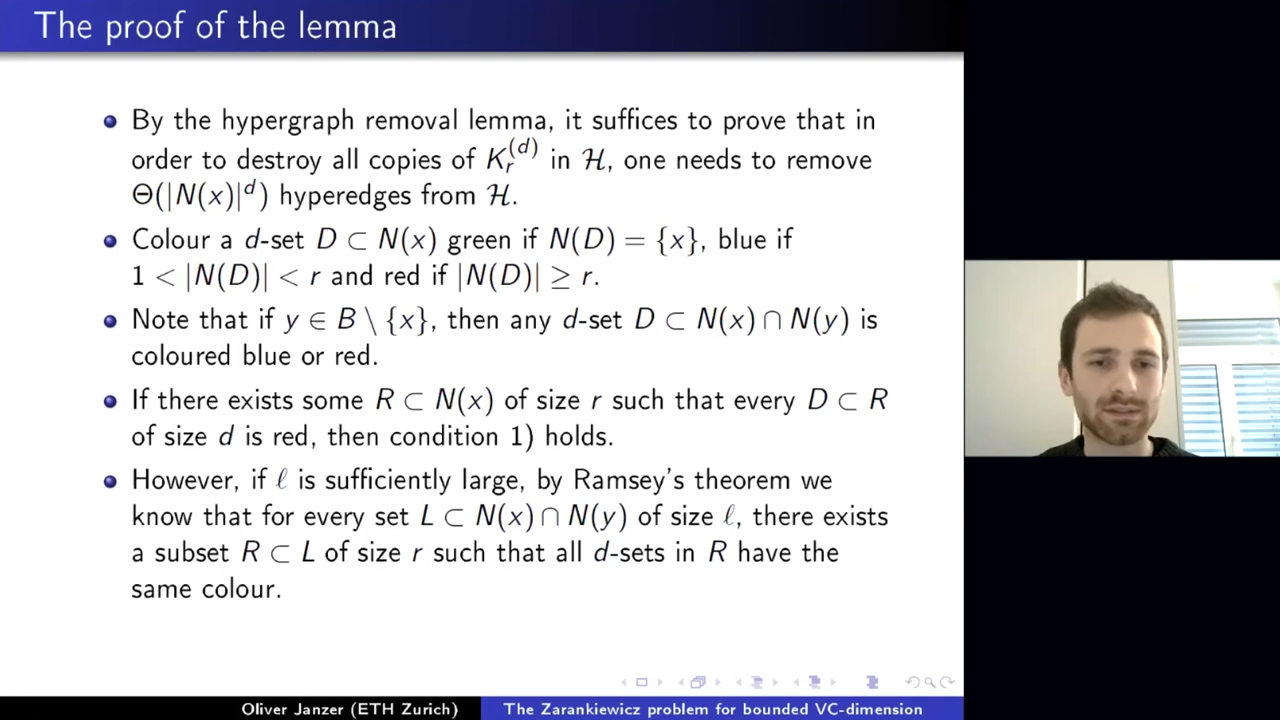 The proof of the lemma
By the hypergraph removal lemma, it suffices to prove that in
order to destroy all copies of K_r^{(d)} in ℋ, one needs to remove
Θ(|N(x)|^d) hyperedges from ℋ.
Colour a d-set D ⊂ N(x) green if N(D) = {x}, blue if
1 < |N(D)| < r and red if |N(D)| ≥ r.
Note that if y ∈ B \ {x}, then any d-set D ⊂ N(x) ∩ N(y) is
coloured blue or red.
If there exists some R ⊂ N(x) of size r such that every D ⊂ R
of size d is red, then condition 1) holds.
However, if ℓ is sufficiently large, by Ramsey's theorem we
know that for every set L ⊂ N(x) ∩ N(y) of size ℓ, there exists
a subset R ⊂ L of size r such that all d-sets in R have the
same colour.
Oliver Janzer (ETH Zurich) The Zarankiewicz problem for bounded VC-dimension